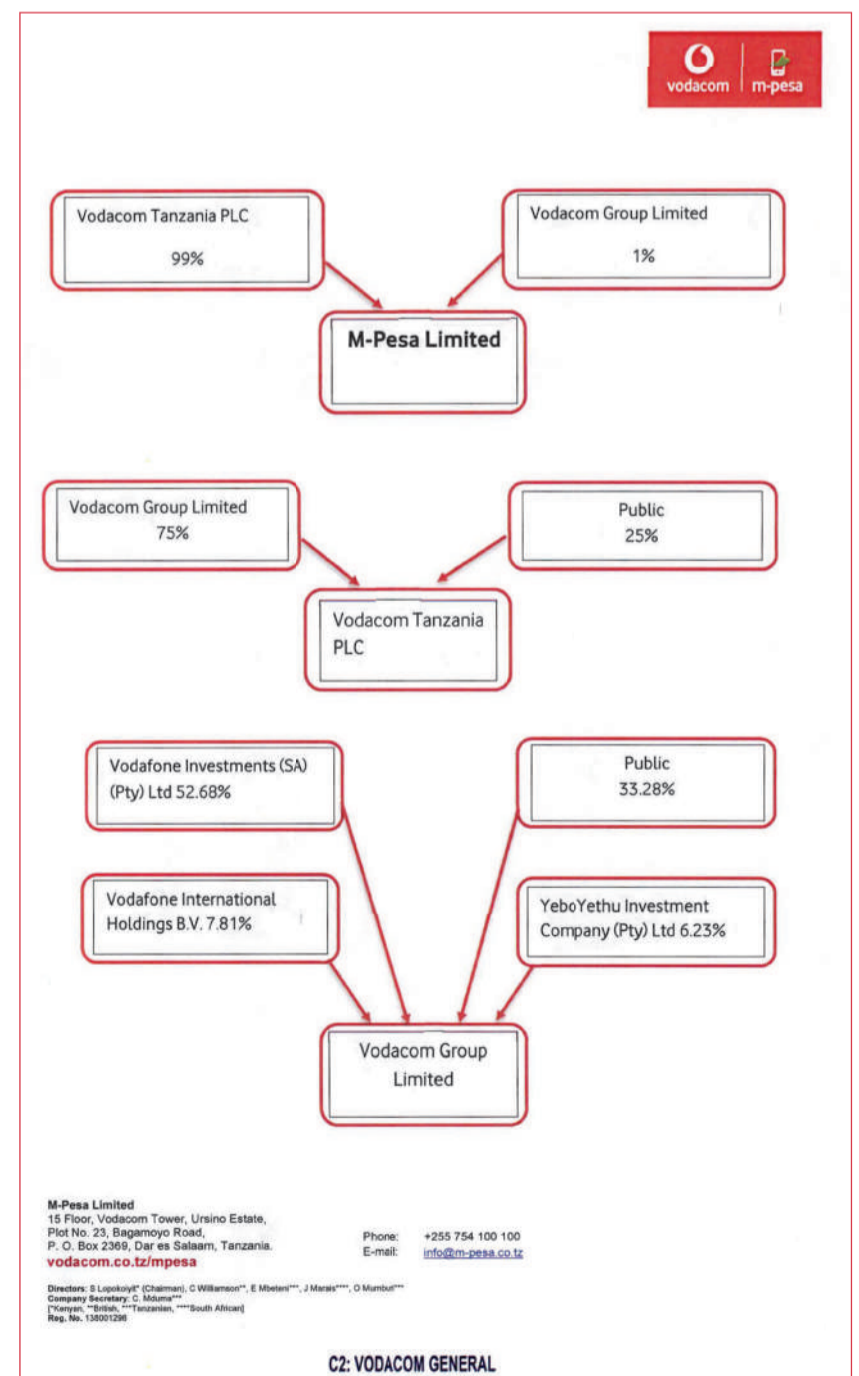 vodacom
m-pesa
Vodacom Tanzania PLC
99%
Vodacom Group Limited
1%
M-Pesa Limited
Vodacom Group Limited
75%
Public
25%
Vodacom Tanzania
PLC
Vodafone Investments (SA)
(Pty) Ltd 52.68%
Public
33.28%
Vodafone International
Holdings B.V. 7.81%
YeboYethu Investment
Company (Pty) Ltd 6.23%
Vodacom Group
Limited
M-Pesa Limited
15 Floor, Vodacom Tower, Ursino Estate,
Plot No. 23, Bagamoyo Road,
P. O. Box 2369, Dar es Salaam, Tanzania.
vodacom.co.tz/mpesa
Phone: +255 754 100 100
E-mail: info@m-pesa.co.tz
Directors: S Lopokoiyit* (Chairman), C Williamson**, E Mbeteni***, J Marais****, O Mumburi***
Company Secretary: C. Mduma***
[*Kenyan, **British, ***Tanzanian, ****South African]
Reg. No. 138001296
C2: VODACOM GENERAL